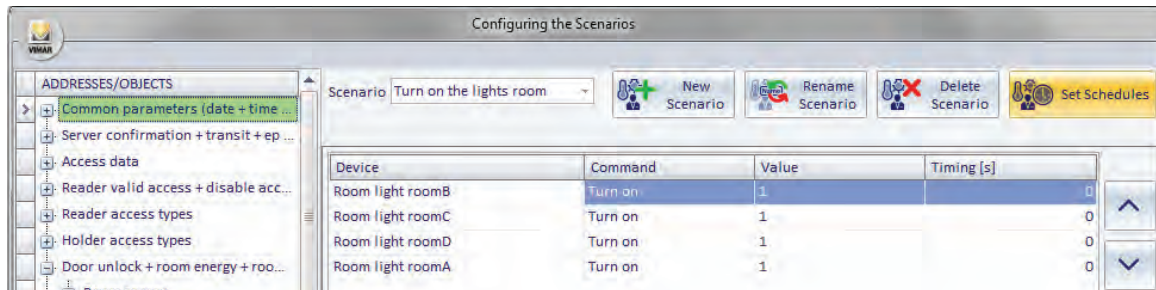 Configuring the Scenarios
VIMAR
ADDRESSES/OBJECTS
Common parameters (date + time ...
Server confirmation + transit + ep ...
Access data
Reader valid access + disable acc...
Reader access types
Holder access types
Door unlock + room energy + roo...
Scenario Turn on the lights room
New Scenario
Rename Scenario
Delete Scenario
Set Schedules
Device Command Value Timing [s]
Room light roomB Turn on 1 0
Room light roomC Turn on 1 0
Room light roomD Turn on 1 0
Room light roomA Turn on 1 0